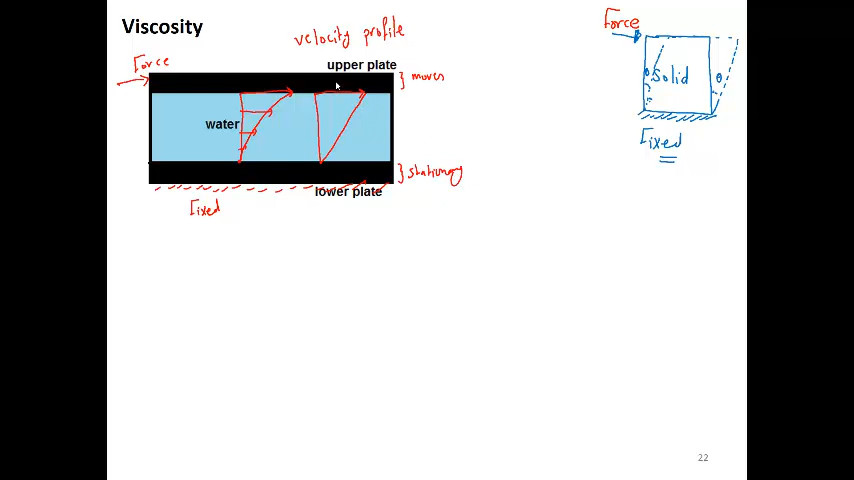 Viscosity
velocity profile
Force
upper plate
moves
water
stationary
lower plate
Fixed
Force
θ
Solid
θ
Fixed
22